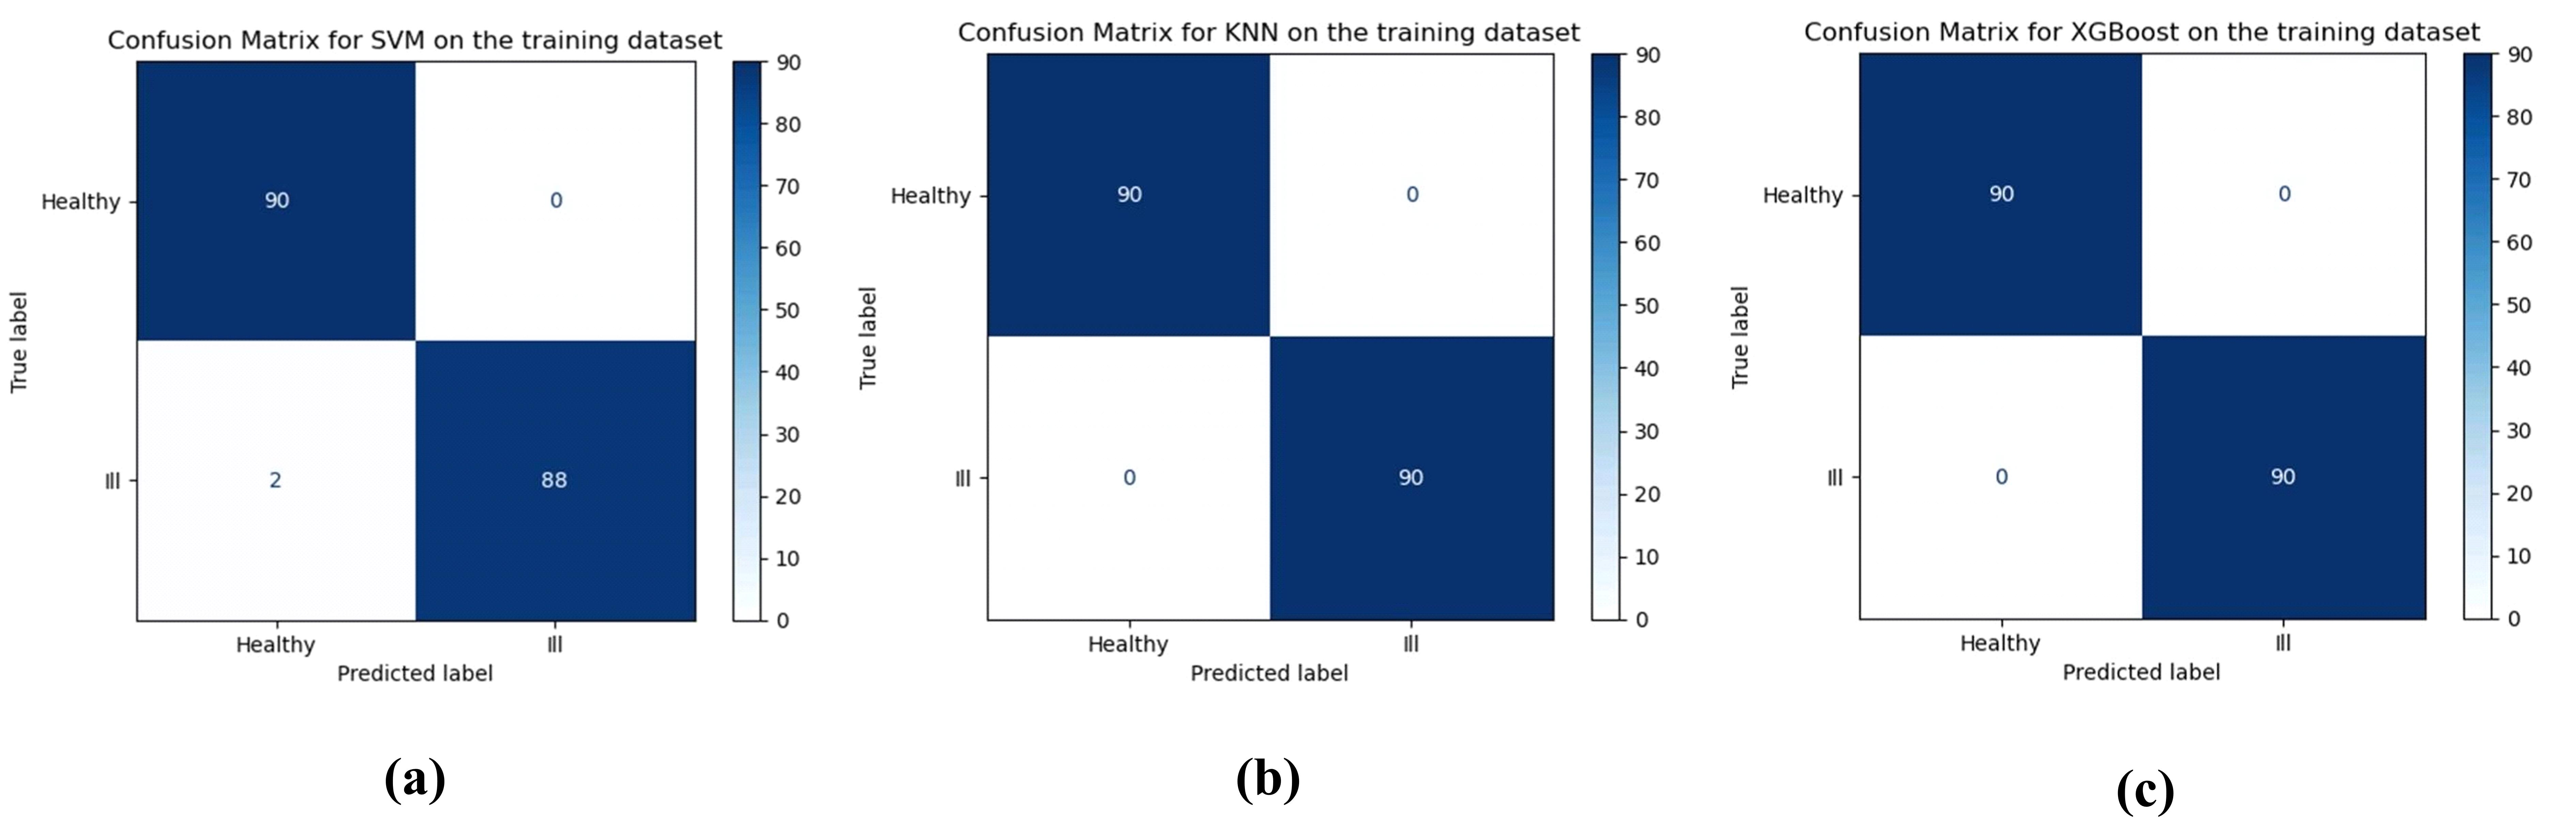 Confusion Matrix for SVM on the training dataset
90
80
70
60
50
40
30
20
10
0
True label
Healthy
Ill
90
0
2
88
Healthy
Ill
Predicted label
(a)
Confusion Matrix for KNN on the training dataset
90
80
70
60
50
40
30
20
10
0
True label
Healthy
Ill
90
0
0
90
Healthy
Ill
Predicted label
(b)
Confusion Matrix for XGBoost on the training dataset
90
80
70
60
50
40
30
20
10
0
True label
Healthy
Ill
90
0
0
90
Healthy
Ill
Predicted label
(c)